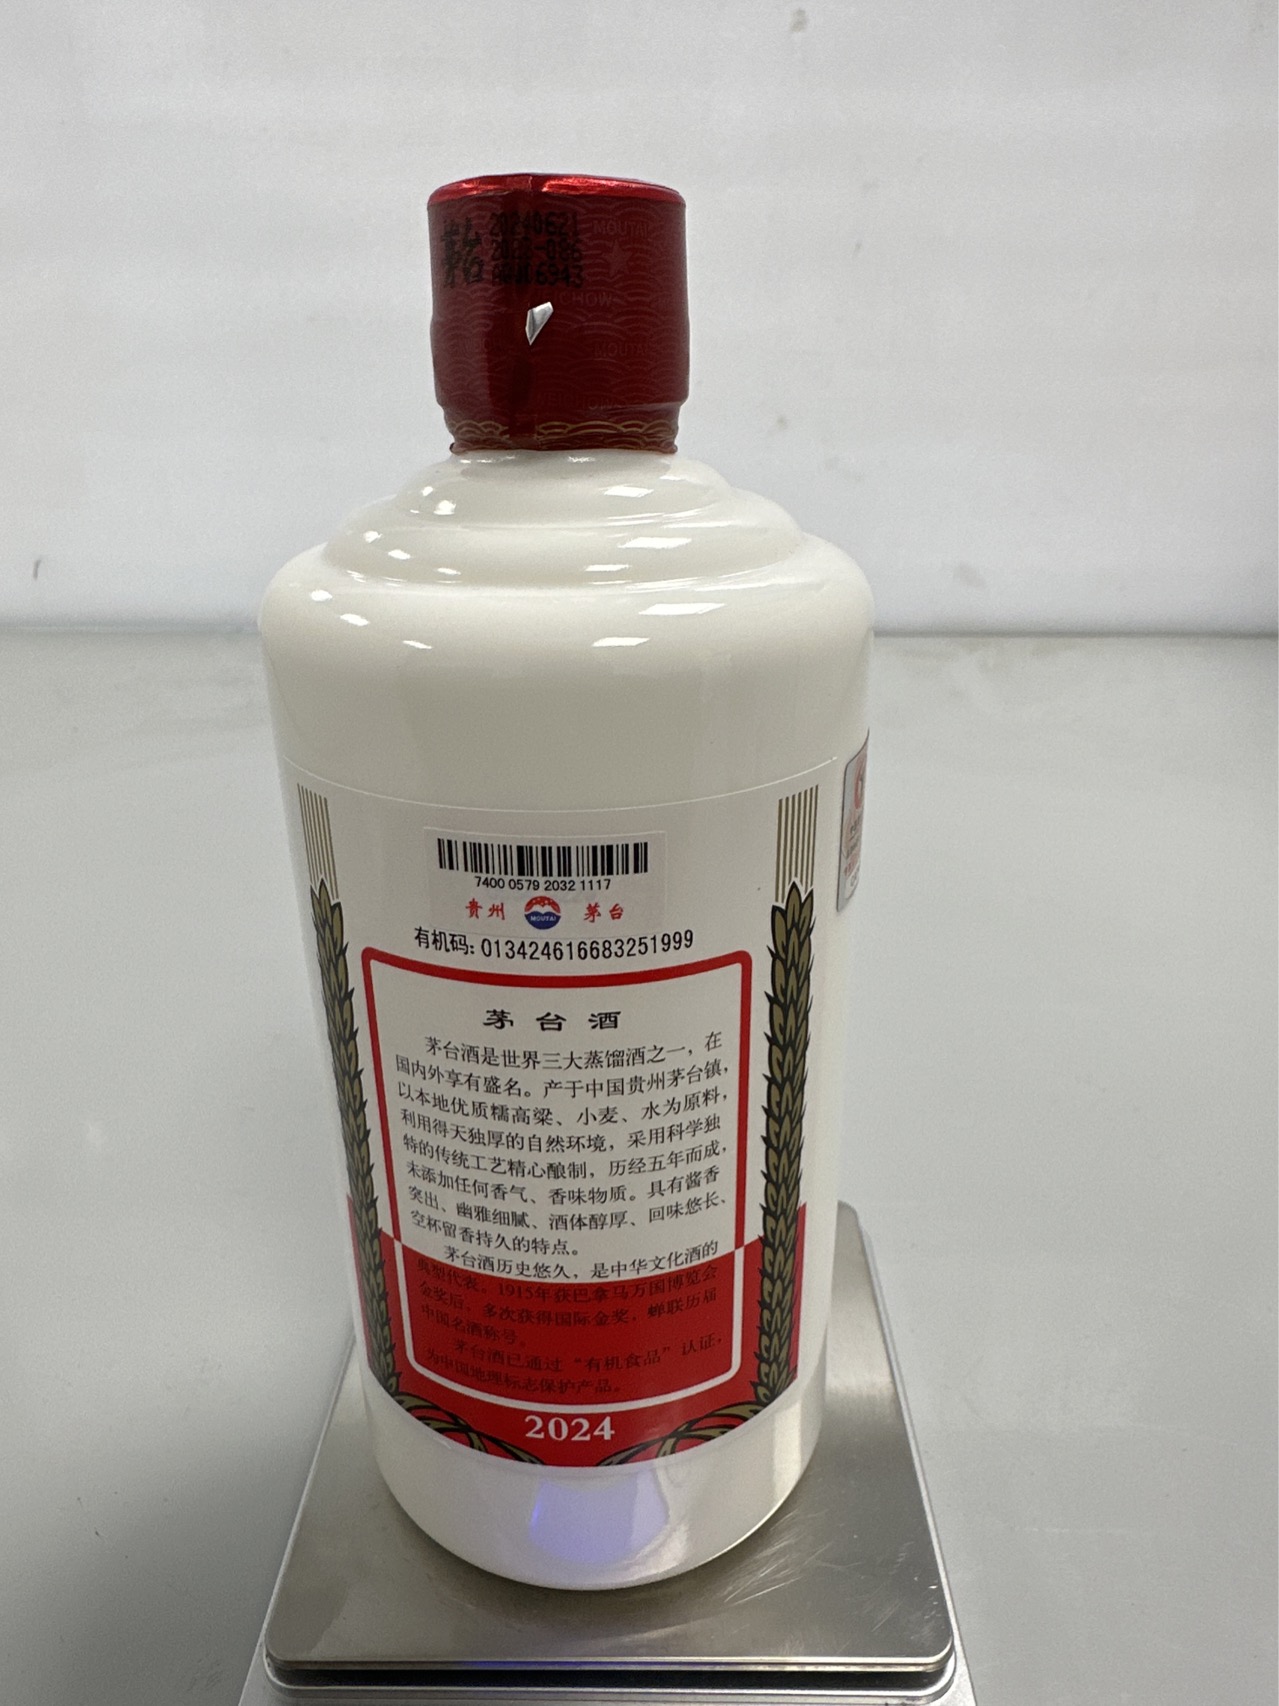 茅台
20240621
MOUTAI
CHOW
MOUTAI
7400 0579 2032 1117
贵州 MOUTAI 茅台
有机码: 013424616683251999
茅台酒
茅台酒是世界三大蒸馏酒之一，在
国内外享有盛名。产于中国贵州茅台镇，
以本地优质糯高粱、小麦、水为原料，
利用得天独厚的自然环境，采用科学独
特的传统工艺精心酿制，历经五年而成，
未添加任何香气、香味物质。具有酱香
突出、幽雅细腻、酒体醇厚、回味悠长、
空杯留香持久的特点。
茅台酒历史悠久，是中华文化酒的
典型代表。1915年获巴拿马万国博览会
金奖后，多次获得国际金奖，蝉联历届
中国名酒称号。
茅台酒已通过“有机食品”认证，
为中国地理标志保护产品。
2024